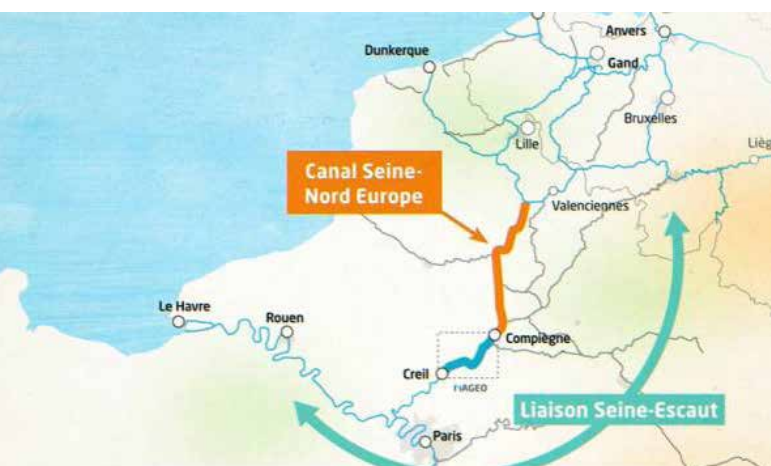 Anvers
Dunkerque
Gand
Bruxelles
Lille
Lièg
Canal Seine-
Nord Europe
Valenciennes
Le Havre
Rouen
Compiègne
Creil
MAGEO
Liaison Seine-Escaut
Paris